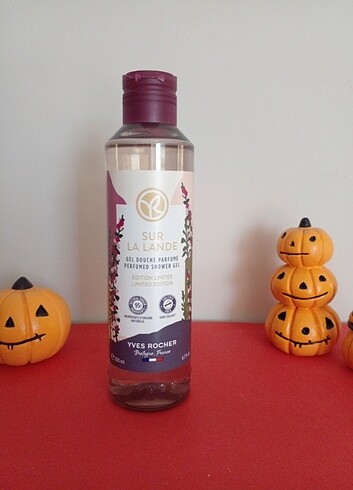 SUR
LA LANDE
GEL DOUCHE PARFUMÉ
PERFUMED SHOWER GEL
ÉDITION LIMITÉE
LIMITED EDITION
YVES ROCHER
Bretagne, France